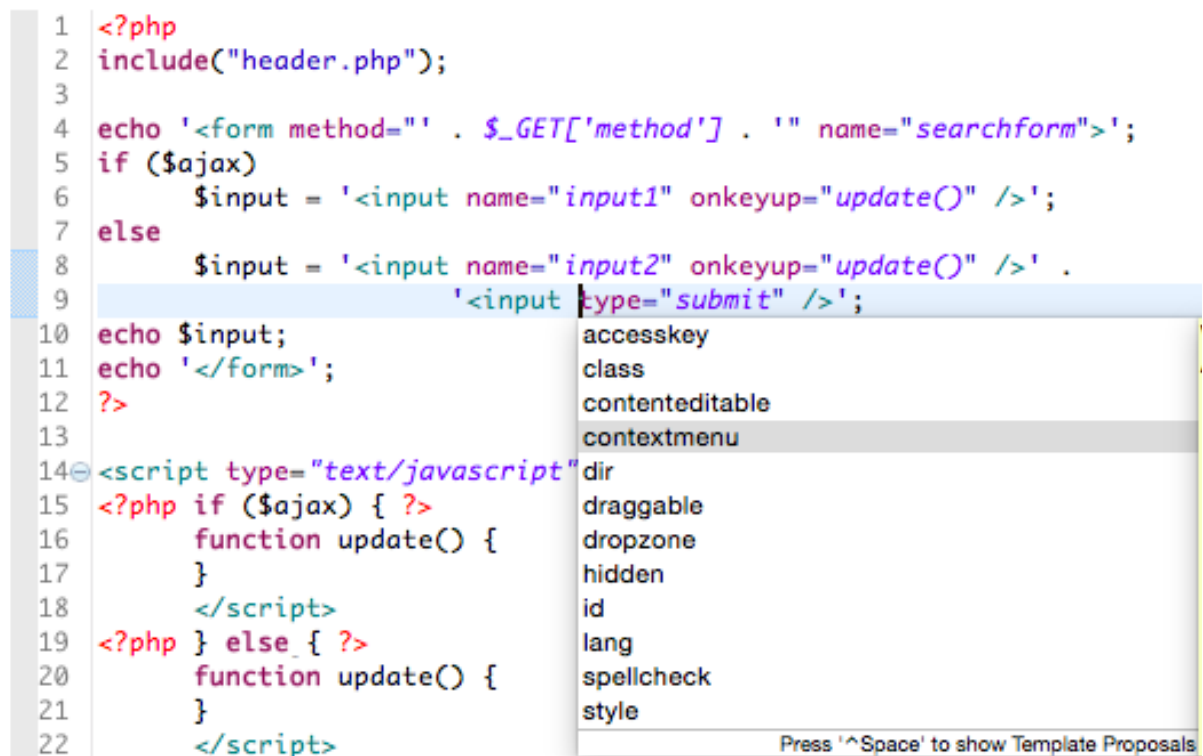 1 <?php
2 include("header.php");
3
4 echo '<form method="' . $_GET['method'] . '" name="searchform">';
5 if ($ajax)
6 $input = '<input name="input1" onkeyup="update()" />';
7 else
8 $input = '<input name="input2" onkeyup="update()" />' .
9 '<input type="submit" />';
10 echo $input;
11 echo '</form>';
12 ?>
13
14 <script type="text/javascript"
15 <?php if ($ajax) { ?>
16 function update() {
17 }
18 </script>
19 <?php } else { ?>
20 function update() {
21 }
22 </script>
accesskey
class
contenteditable
contextmenu
dir
draggable
dropzone
hidden
id
lang
spellcheck
style
Press '^Space' to show Template Proposals